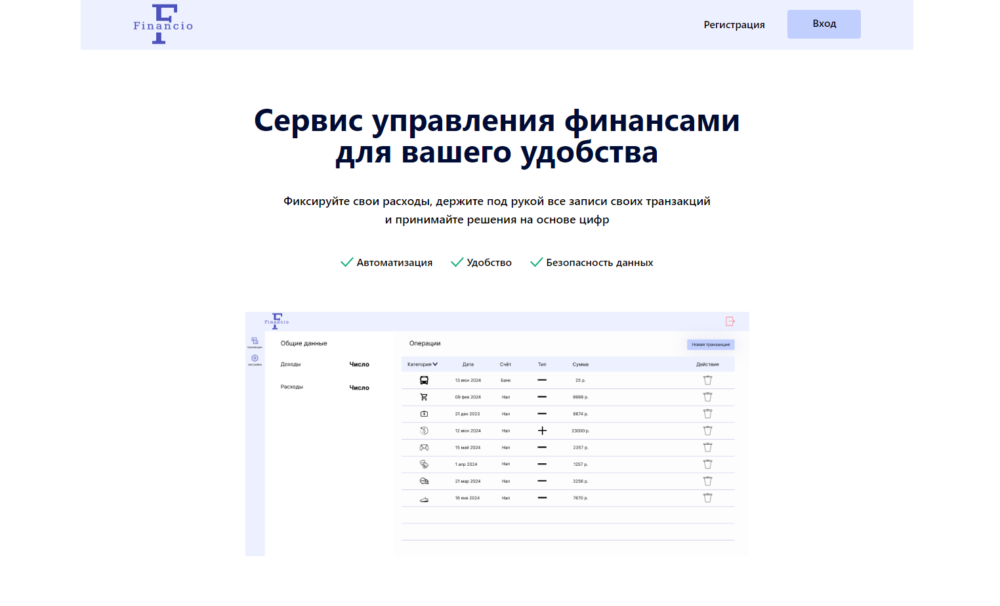 Financio
Регистрация
Вход
Сервис управления финансами
для вашего удобства
Фиксируйте свои расходы, держите под рукой все записи своих транзакций
и принимайте решения на основе цифр
Автоматизация Удобство Безопасность данных
Financio
транзакции
настройки
Общие данные
Доходы Число
Расходы Число
Операции
Новая транзакция
Категория Дата Счёт Тип Сумма Действия
13 июн 2024 Банк 25 р.
09 фев 2024 Нал 9999 р.
21 дек 2023 Нал 8674 р.
12 июн 2024 Нал 23000 р.
15 май 2024 Нал 2357 р.
1 апр 2024 Нал 1257 р.
21 мар 2024 Нал 3256 р.
16 янв 2024 Нал 7670 р.